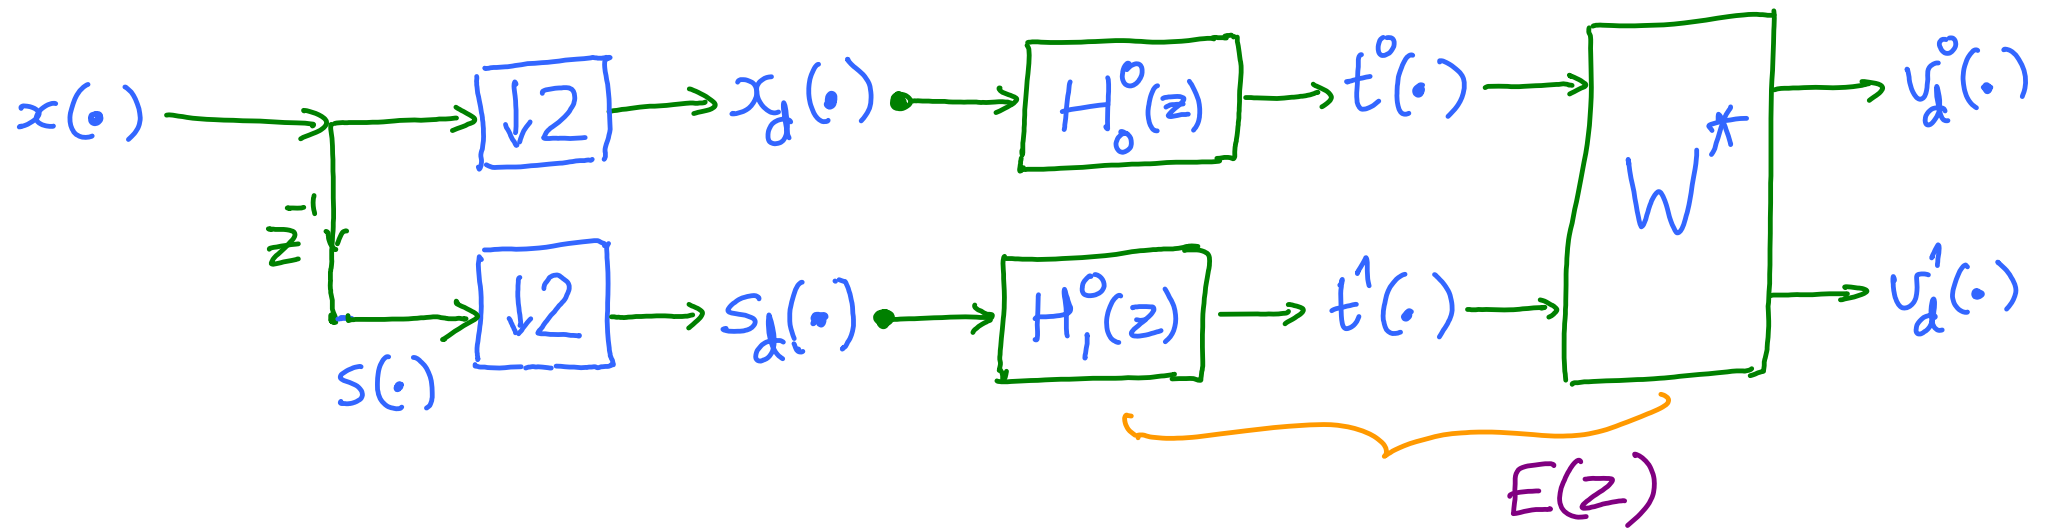 x(·) ↓2 x_d(·) H_0^0(z) t^0(·) W^* v_d^0(·)
z^{-1}
↓2 s_d(·) H_1^0(z) t^1(·) v_d^1(·)
s(·)
E(z)